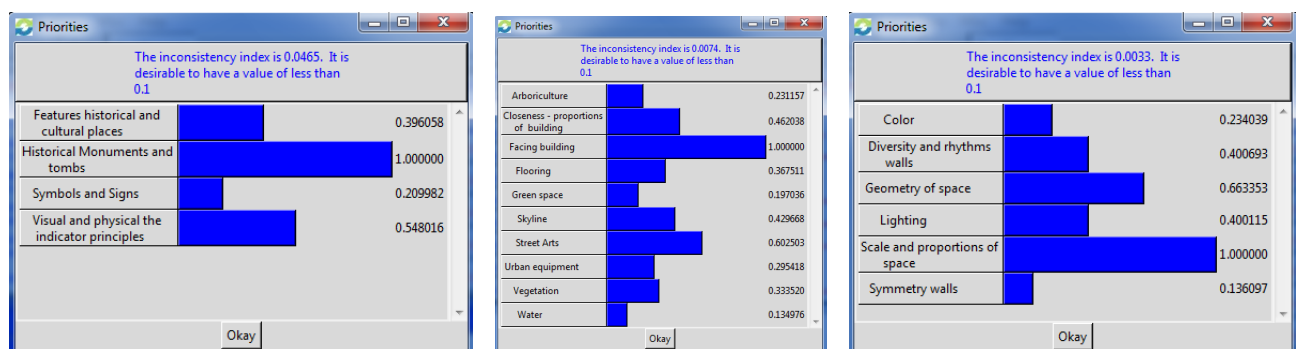 Priorities
The inconsistency index is 0.0465. It is
desirable to have a value of less than
0.1
Features historical and
cultural places
0.396058
Historical Monuments and
tombs
1.000000
Symbols and Signs
0.209982
Visual and physical the
indicator principles
0.548016
Okay
Priorities
The inconsistency index is 0.0074. It is
desirable to have a value of less than
0.1
Arboriculture 0.231157
Closeness - proportions
of building
0.462038
Facing building 1.000000
Flooring 0.367511
Green space 0.197036
Skyline 0.429668
Street Arts 0.602503
Urban equipment 0.295418
Vegetation 0.333520
Water 0.134976
Okay
Priorities
The inconsistency index is 0.0033. It is
desirable to have a value of less than
0.1
Color 0.234039
Diversity and rhythms
walls
0.400693
Geometry of space 0.663353
Lighting 0.400115
Scale and proportions of
space
1.000000
Symmetry walls 0.136097
Okay